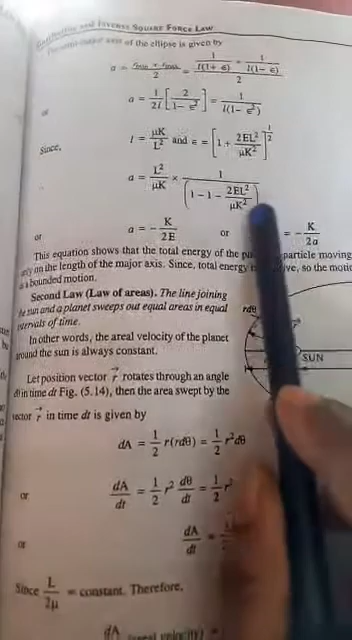 and Inverse Square Force Law
axis of the ellipse is given by
a = (r_min + r_max)/2 = (1/(l(1+ϵ)) + 1/(l(1−ϵ)))/2
or a = 1/2l [2/(1−ϵ²)] = 1/(l(1−ϵ²))
Since, l = μK/L² and ϵ = [1 + 2EL²/μK²]^(1/2)
a = L²/μK × 1/(1 − 1 − 2EL²/μK²)
or a = − K/2E or = − K/2a
This equation shows that the total energy of the particle moving
only on the length of the major axis. Since, total energy is so the motion
is a bounded motion.
Second Law (Law of areas). The line joining
the sun and a planet sweeps out equal areas in equal
intervals of time.
rdθ
In other words, the areal velocity of the planet
around the sun is always constant.
SUN
Let position vector r⃗ rotates through an angle
dθ in time dt Fig. (5.14), then the area swept by the
vector r⃗ in time dt is given by
dA = 1/2 r(rdθ) = 1/2 r²dθ
or dA/dt = 1/2 r² dθ/dt = 1/2 r²
or dA/dt =
Since L/2μ = constant. Therefore,
dA